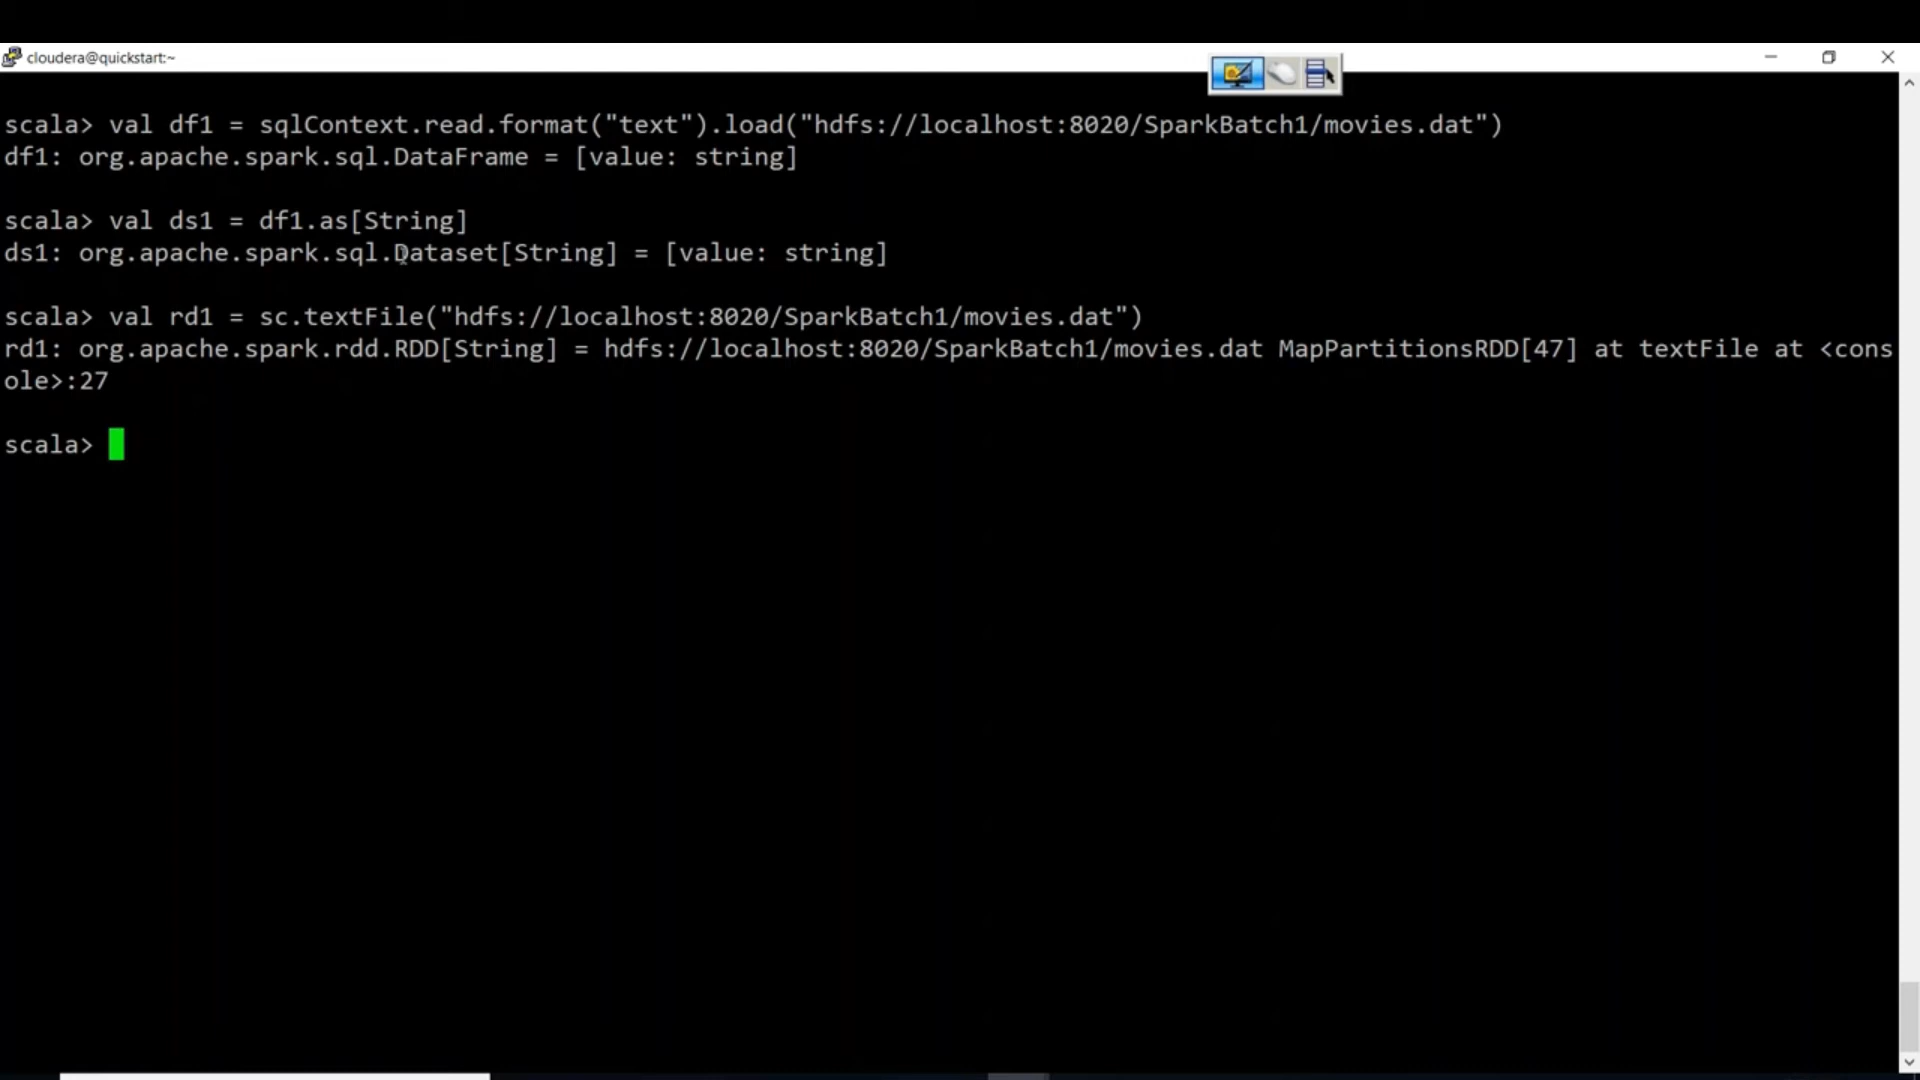 cloudera@quickstart:~
scala> val df1 = sqlContext.read.format("text").load("hdfs://localhost:8020/SparkBatch1/movies.dat")
df1: org.apache.spark.sql.DataFrame = [value: string]
scala> val ds1 = df1.as[String]
ds1: org.apache.spark.sql.Dataset[String] = [value: string]
scala> val rd1 = sc.textFile("hdfs://localhost:8020/SparkBatch1/movies.dat")
rd1: org.apache.spark.rdd.RDD[String] = hdfs://localhost:8020/SparkBatch1/movies.dat MapPartitionsRDD[47] at textFile at <cons
ole>:27
scala>